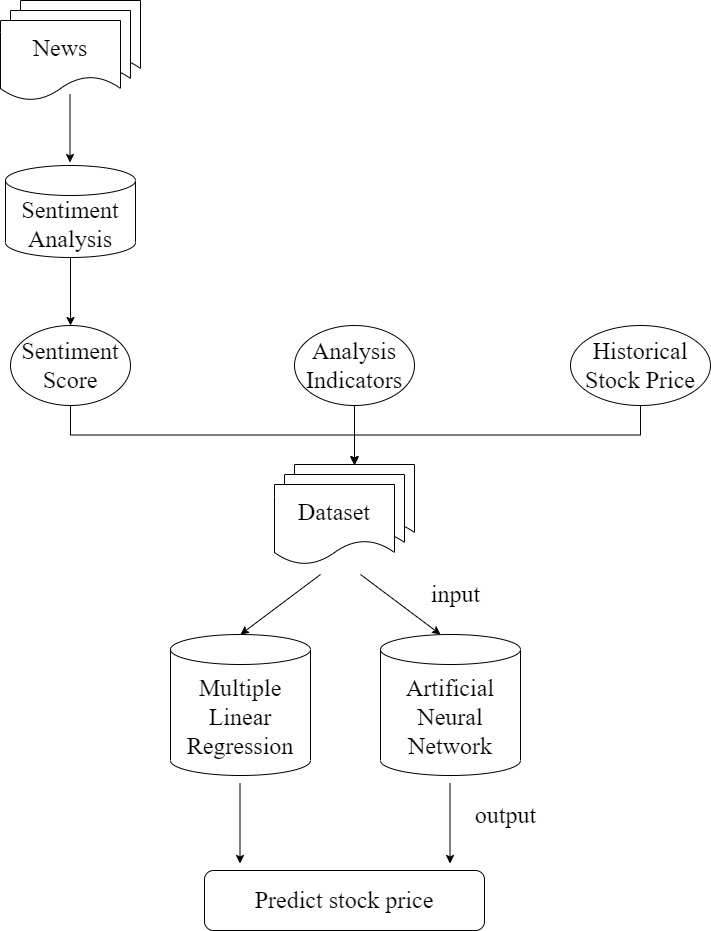 News
Sentiment
Analysis
Sentiment
Score
Analysis
Indicators
Historical
Stock Price
Dataset
input
Multiple
Linear
Regression
Artificial
Neural
Network
output
Predict stock price